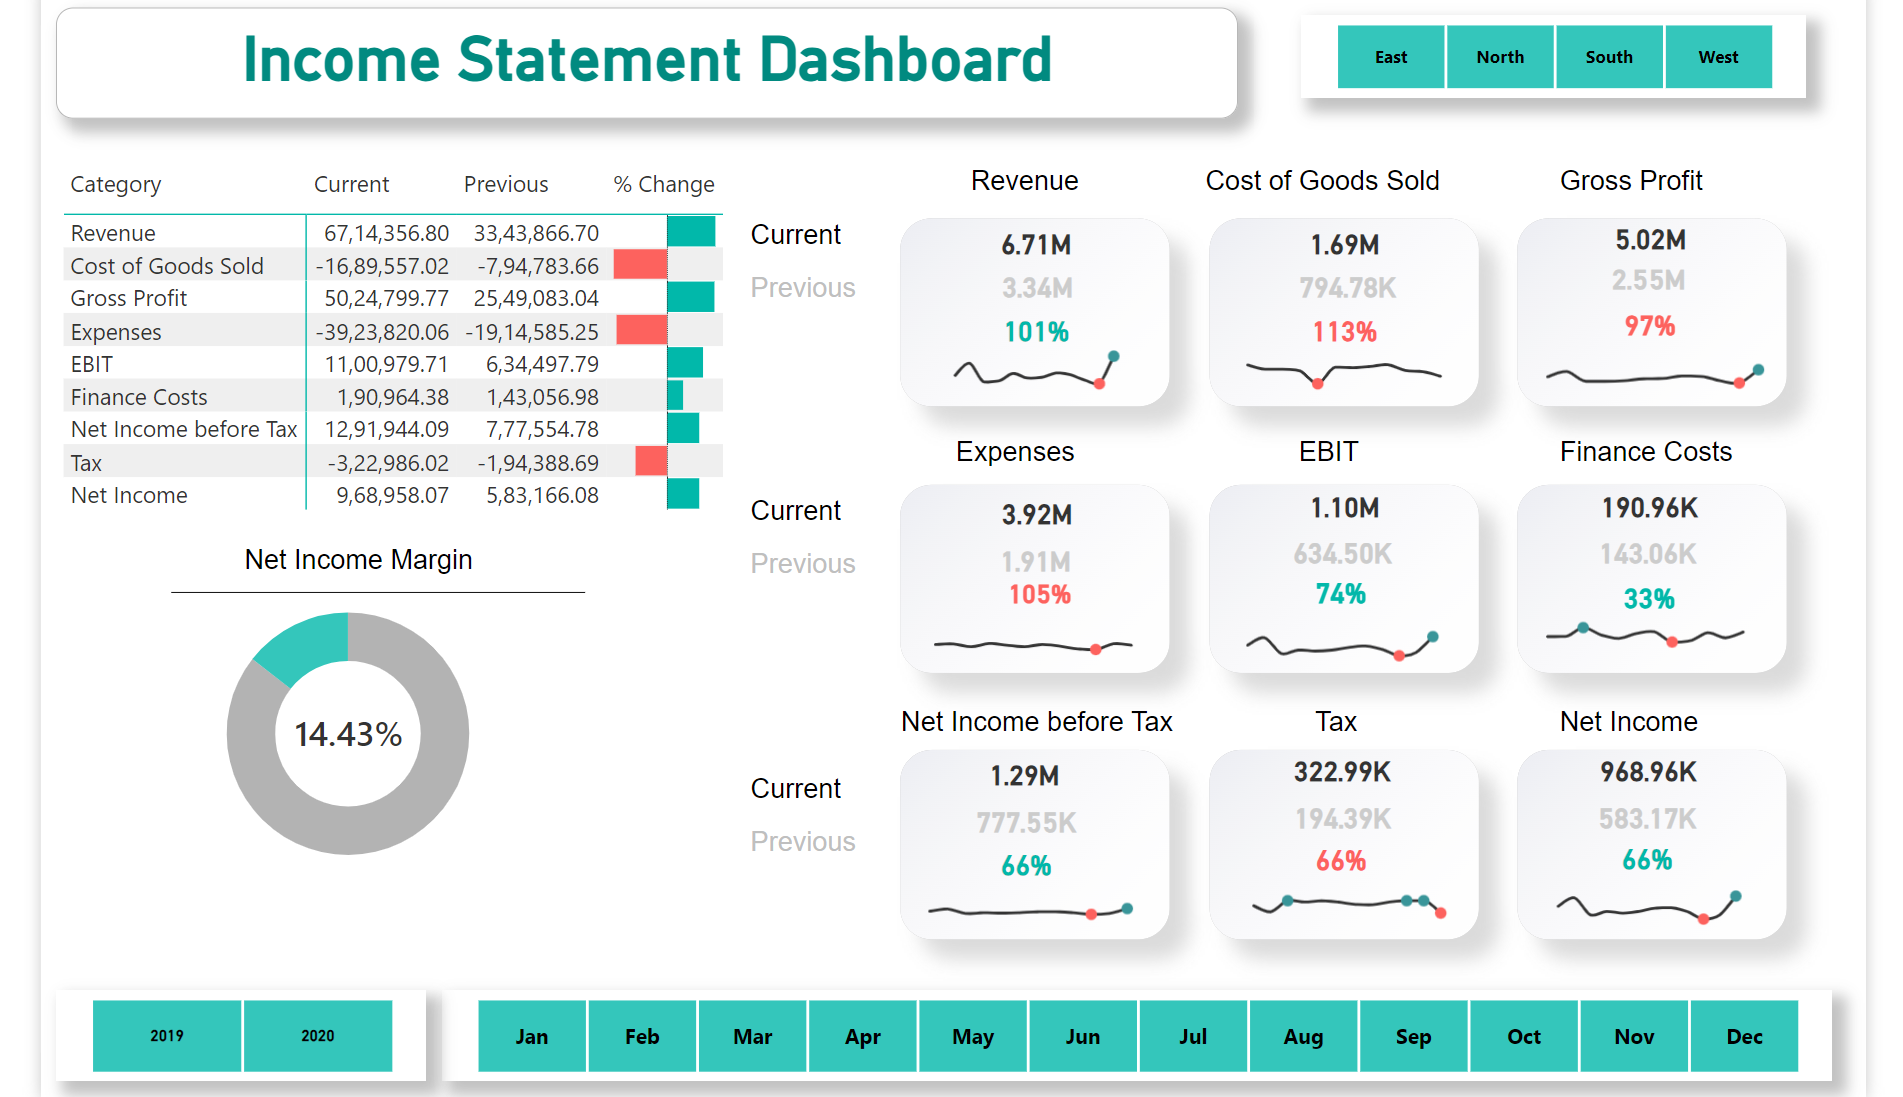 Income Statement Dashboard
East North South West
Category Current Previous % Change
Revenue 67,14,356.80 33,43,866.70
Cost of Goods Sold -16,89,557.02 -7,94,783.66
Gross Profit 50,24,799.77 25,49,083.04
Expenses -39,23,820.06 -19,14,585.25
EBIT 11,00,979.71 6,34,497.79
Finance Costs 1,90,964.38 1,43,056.98
Net Income before Tax 12,91,944.09 7,77,554.78
Tax -3,22,986.02 -1,94,388.69
Net Income 9,68,958.07 5,83,166.08
Net Income Margin
14.43%
Revenue Cost of Goods Sold Gross Profit
Current 6.71M 1.69M 5.02M
Previous 3.34M 794.78K 2.55M
101% 113% 97%
Expenses EBIT Finance Costs
Current 3.92M 1.10M 190.96K
Previous 1.91M 634.50K 143.06K
105% 74% 33%
Net Income before Tax Tax Net Income
Current 1.29M 322.99K 968.96K
Previous 777.55K 194.39K 583.17K
66% 66% 66%
2019 2020
Jan Feb Mar Apr May Jun Jul Aug Sep Oct Nov Dec